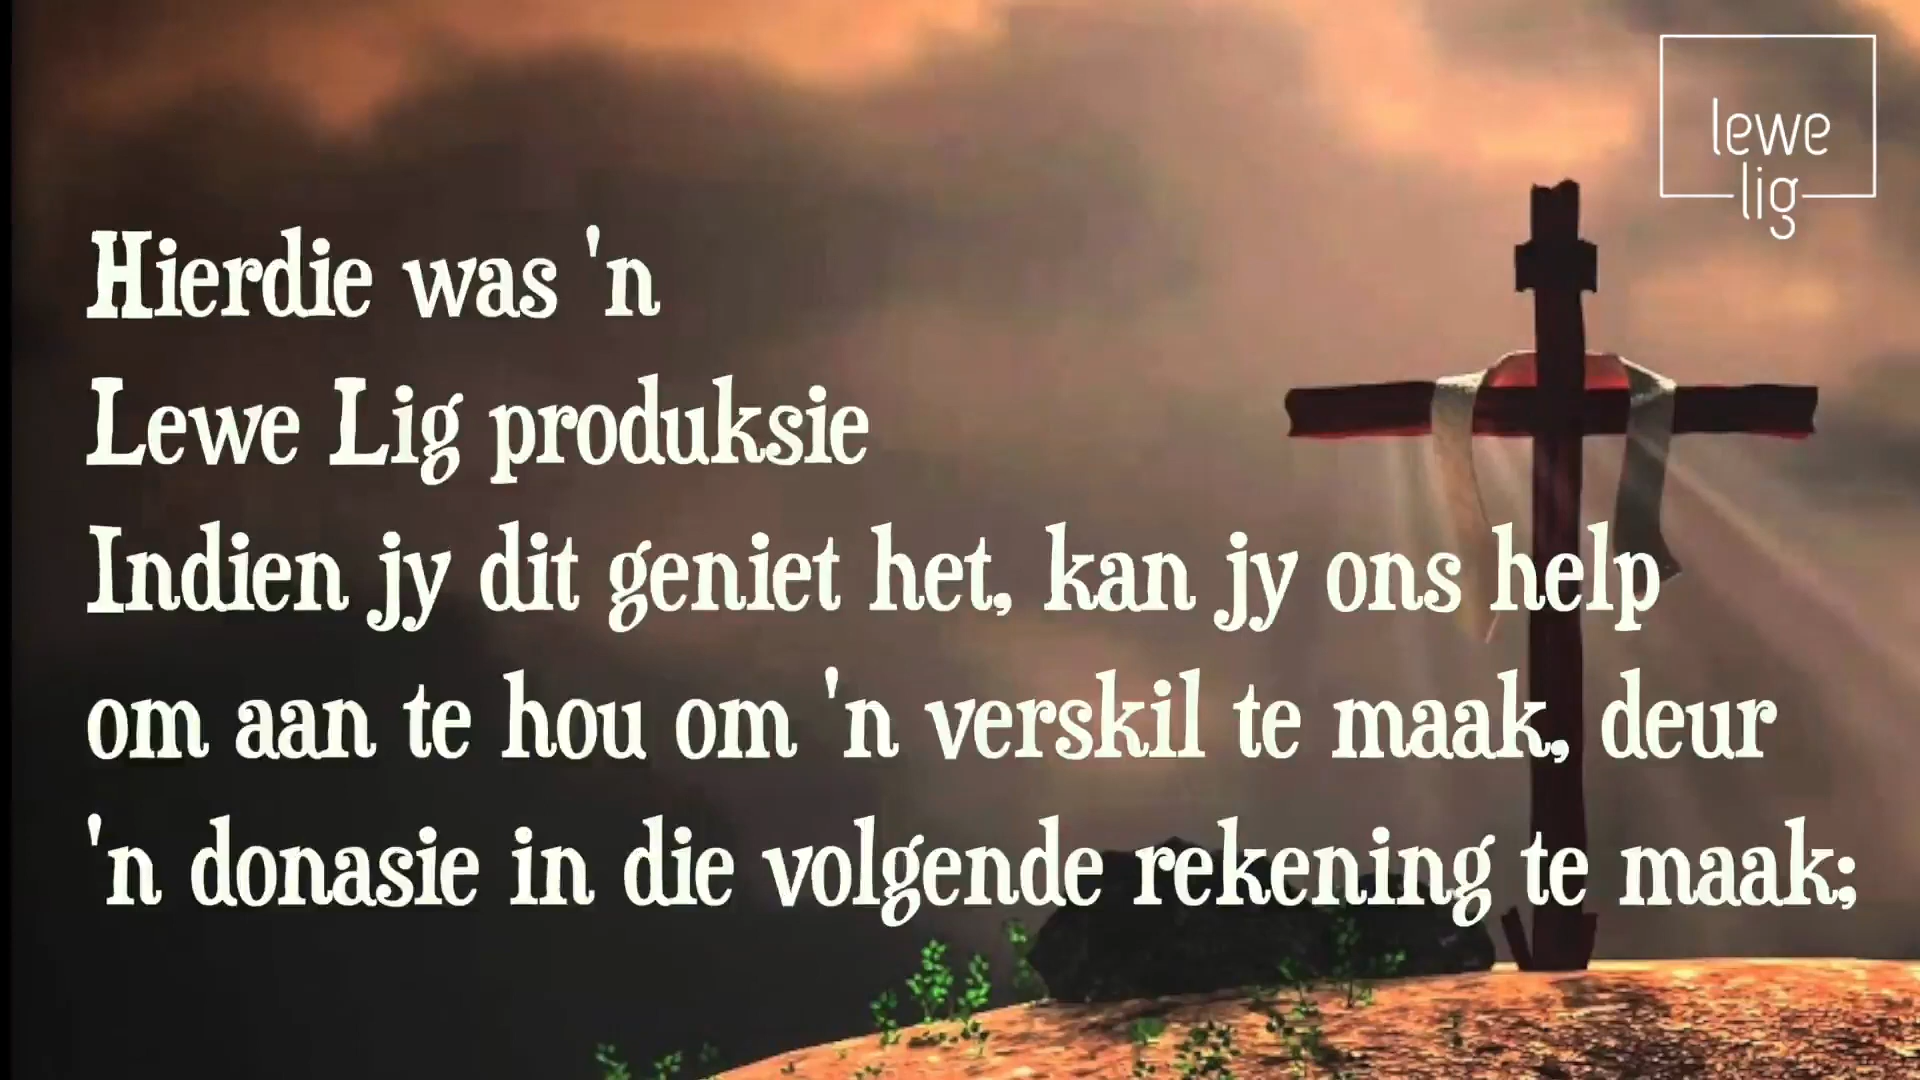 lewe
lig
Hierdie was 'n
Lewe Lig produksie
Indien jy dit geniet het, kan jy ons help
om aan te hou om 'n verskil te maak, deur
'n donasie in die volgende rekening te maak;